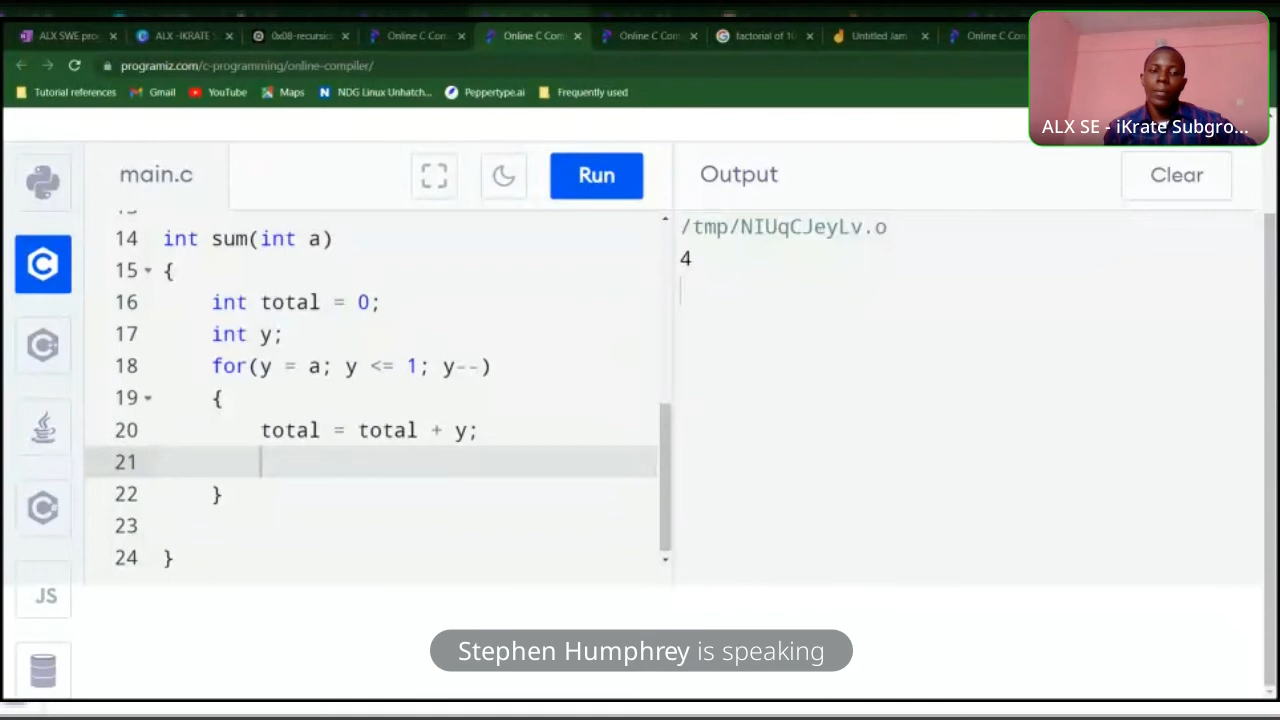 ALX SWE pro
ALX -IKRATE S
0x08-recursi
Online C Com
Online C Com
Online C Com
factorial of 10
Untitled Jam
Online C Com
programiz.com/c-programming/online-compiler/
Tutorial references
Gmail
YouTube
Maps
NDG Linux Unhatch...
Peppertype.ai
Frequently used
ALX SE - iKrate Subgro...
main.c
Run
Output
Clear
/tmp/NIUqCJeyLv.o
4
14 int sum(int a)
15 {
16 int total = 0;
17 int y;
18 for(y = a; y <= 1; y--)
19 {
20 total = total + y;
21
22 }
23
24 }
JS
Stephen Humphrey is speaking